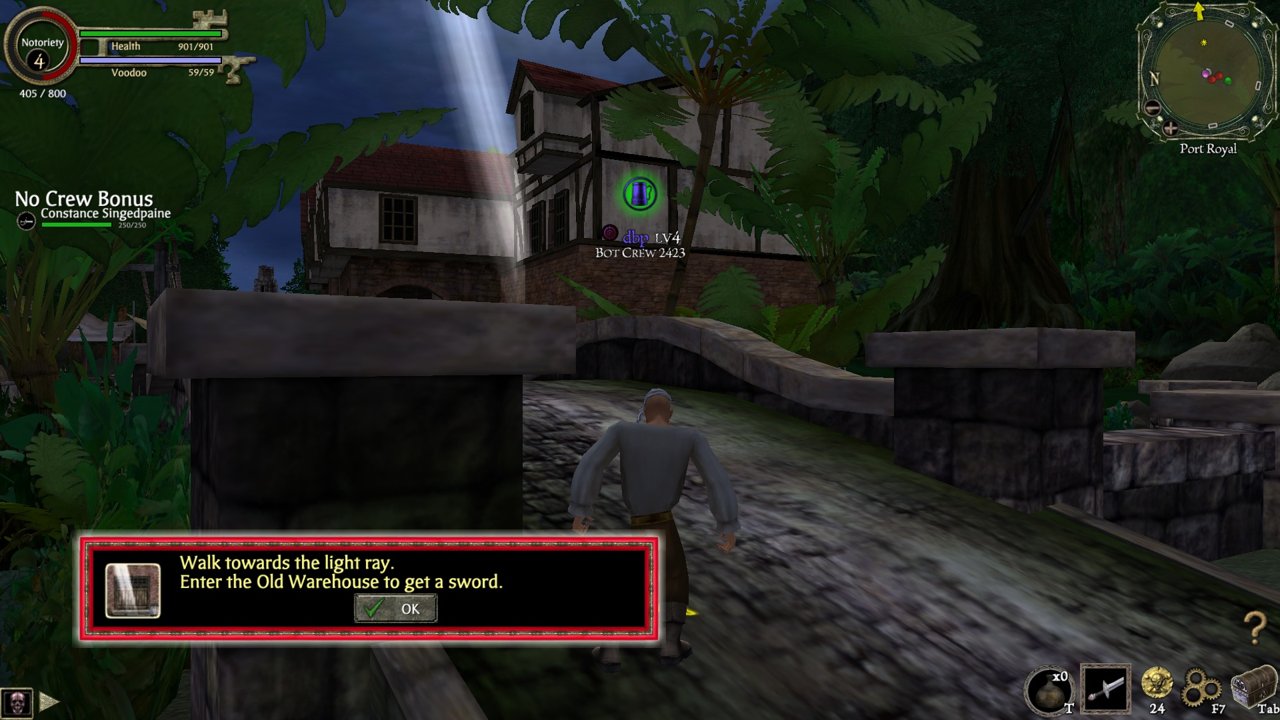 Notoriety
4
405 / 800
Health 901/901
Voodoo 59/59
N
Port Royal
No Crew Bonus
Constance Singedpaine
250/250
dbp LV4
BOT CREW 2423
Walk towards the light ray.
Enter the Old Warehouse to get a sword.
OK
?
x0
T
24
F7
Tab